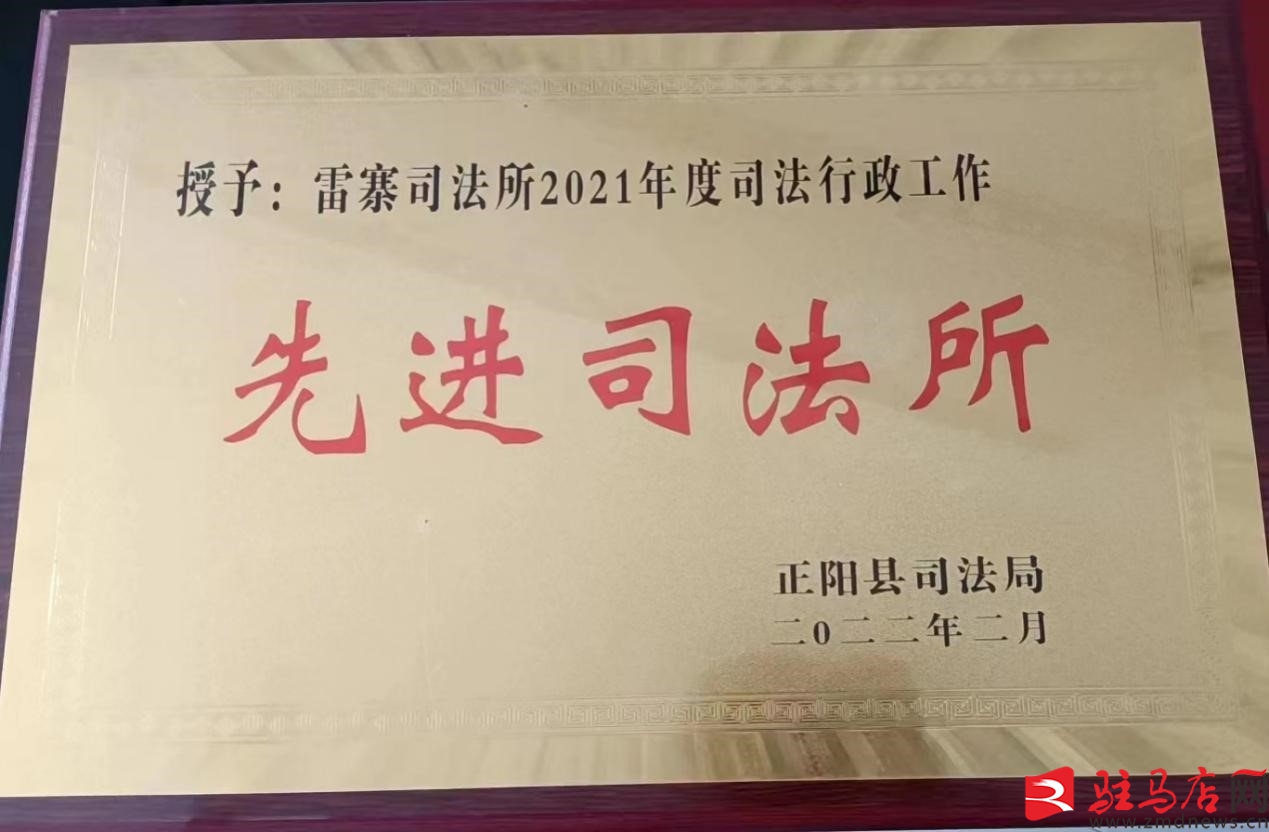 授予：雷寨司法所2021年度司法行政工作
先进司法所
正阳县司法局
二0二二年二月
驻马店网
www.zmdnews.cn